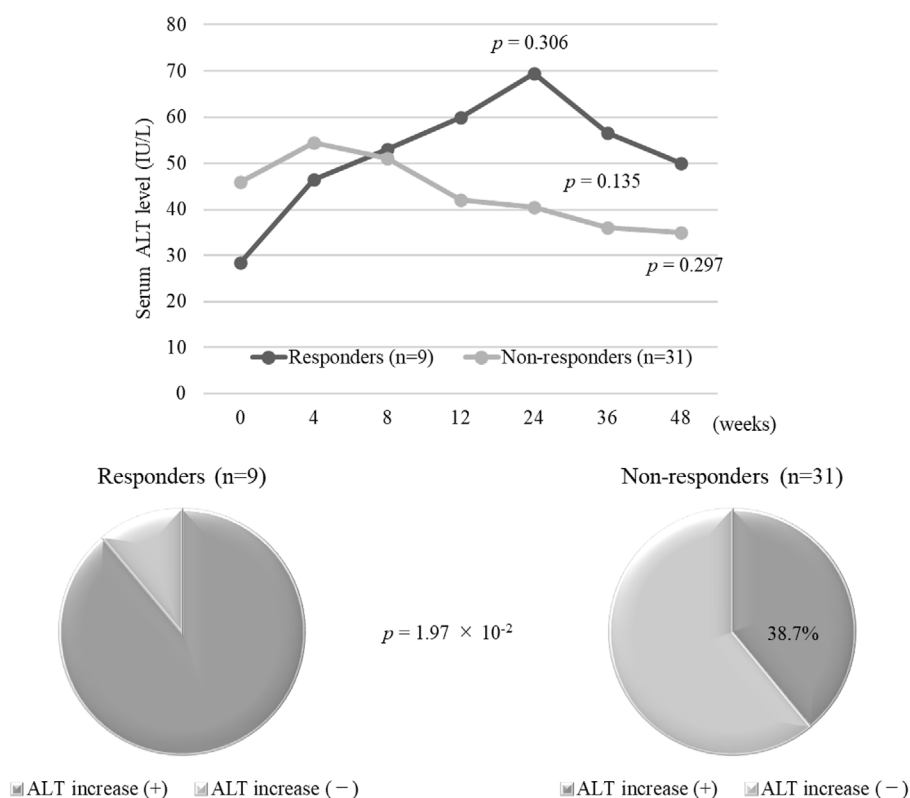 80
70
60
50
40
30
20
10
0
Serum ALT level (IU/L)
p = 0.306
p = 0.135
p = 0.297
Responders (n=9) Non-responders (n=31)
0 4 8 12 24 36 48 (weeks)
Responders (n=9) Non-responders (n=31)
p = 1.97 × 10-2
38.7%
ALT increase (+) ALT increase (−) ALT increase (+) ALT increase (−)